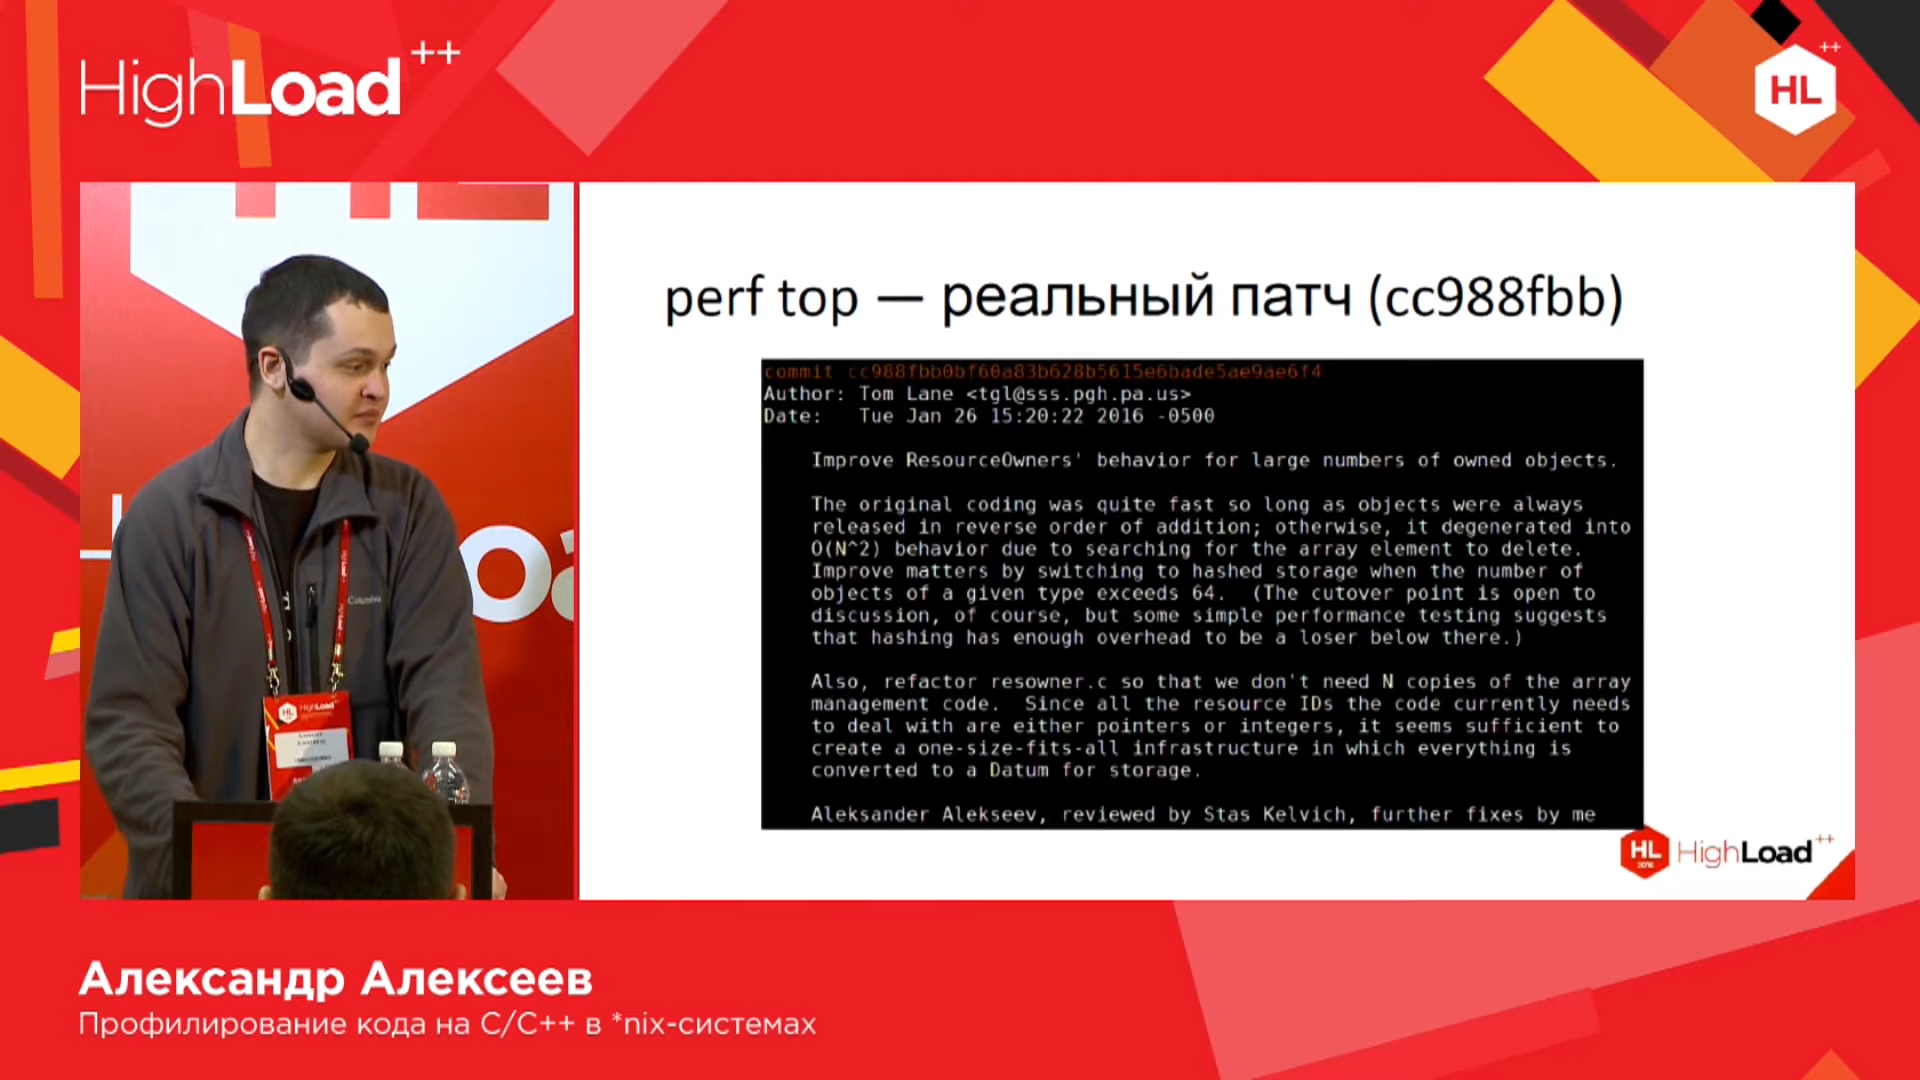 HighLoad++
HL++
perf top — реальный патч (cc988fbb)
commit cc988fbb0bf60a83b628b5615e6bade5ae9ae6f4
Author: Tom Lane <tgl@sss.pgh.pa.us>
Date:   Tue Jan 26 15:20:22 2016 -0500
Improve ResourceOwners' behavior for large numbers of owned objects.
The original coding was quite fast so long as objects were always
released in reverse order of addition; otherwise, it degenerated into
O(N^2) behavior due to searching for the array element to delete.
Improve matters by switching to hashed storage when the number of
objects of a given type exceeds 64.  (The cutover point is open to
discussion, of course, but some simple performance testing suggests
that hashing has enough overhead to be a loser below there.)
Also, refactor resowner.c so that we don't need N copies of the array
management code.  Since all the resource IDs the code currently needs
to deal with are either pointers or integers, it seems sufficient to
create a one-size-fits-all infrastructure in which everything is
converted to a Datum for storage.
Aleksander Alekseev, reviewed by Stas Kelvich, further fixes by me
HL
2016
HighLoad++
Columbia
HL
HighLoad++
Александр Алексеев
Профилирование кода на C/C++ в *nix-системах